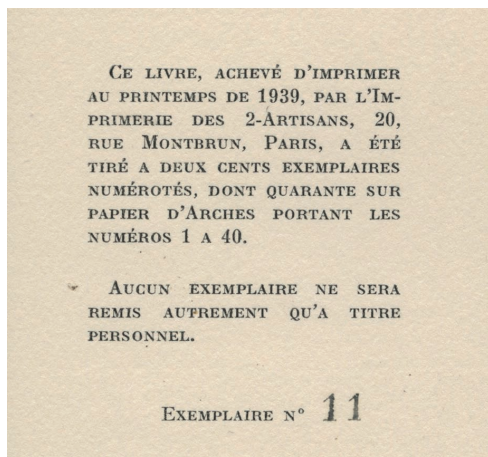 Ce livre, achevé d'imprimer
au printemps de 1939, par l'Im-
primerie des 2-Artisans, 20,
rue Montbrun, Paris, a été
tiré a deux cents exemplaires
numérotés, dont quarante sur
papier d'Arches portant les
numéros 1 a 40.
Aucun exemplaire ne sera
remis autrement qu'a titre
personnel.
Exemplaire n° 11